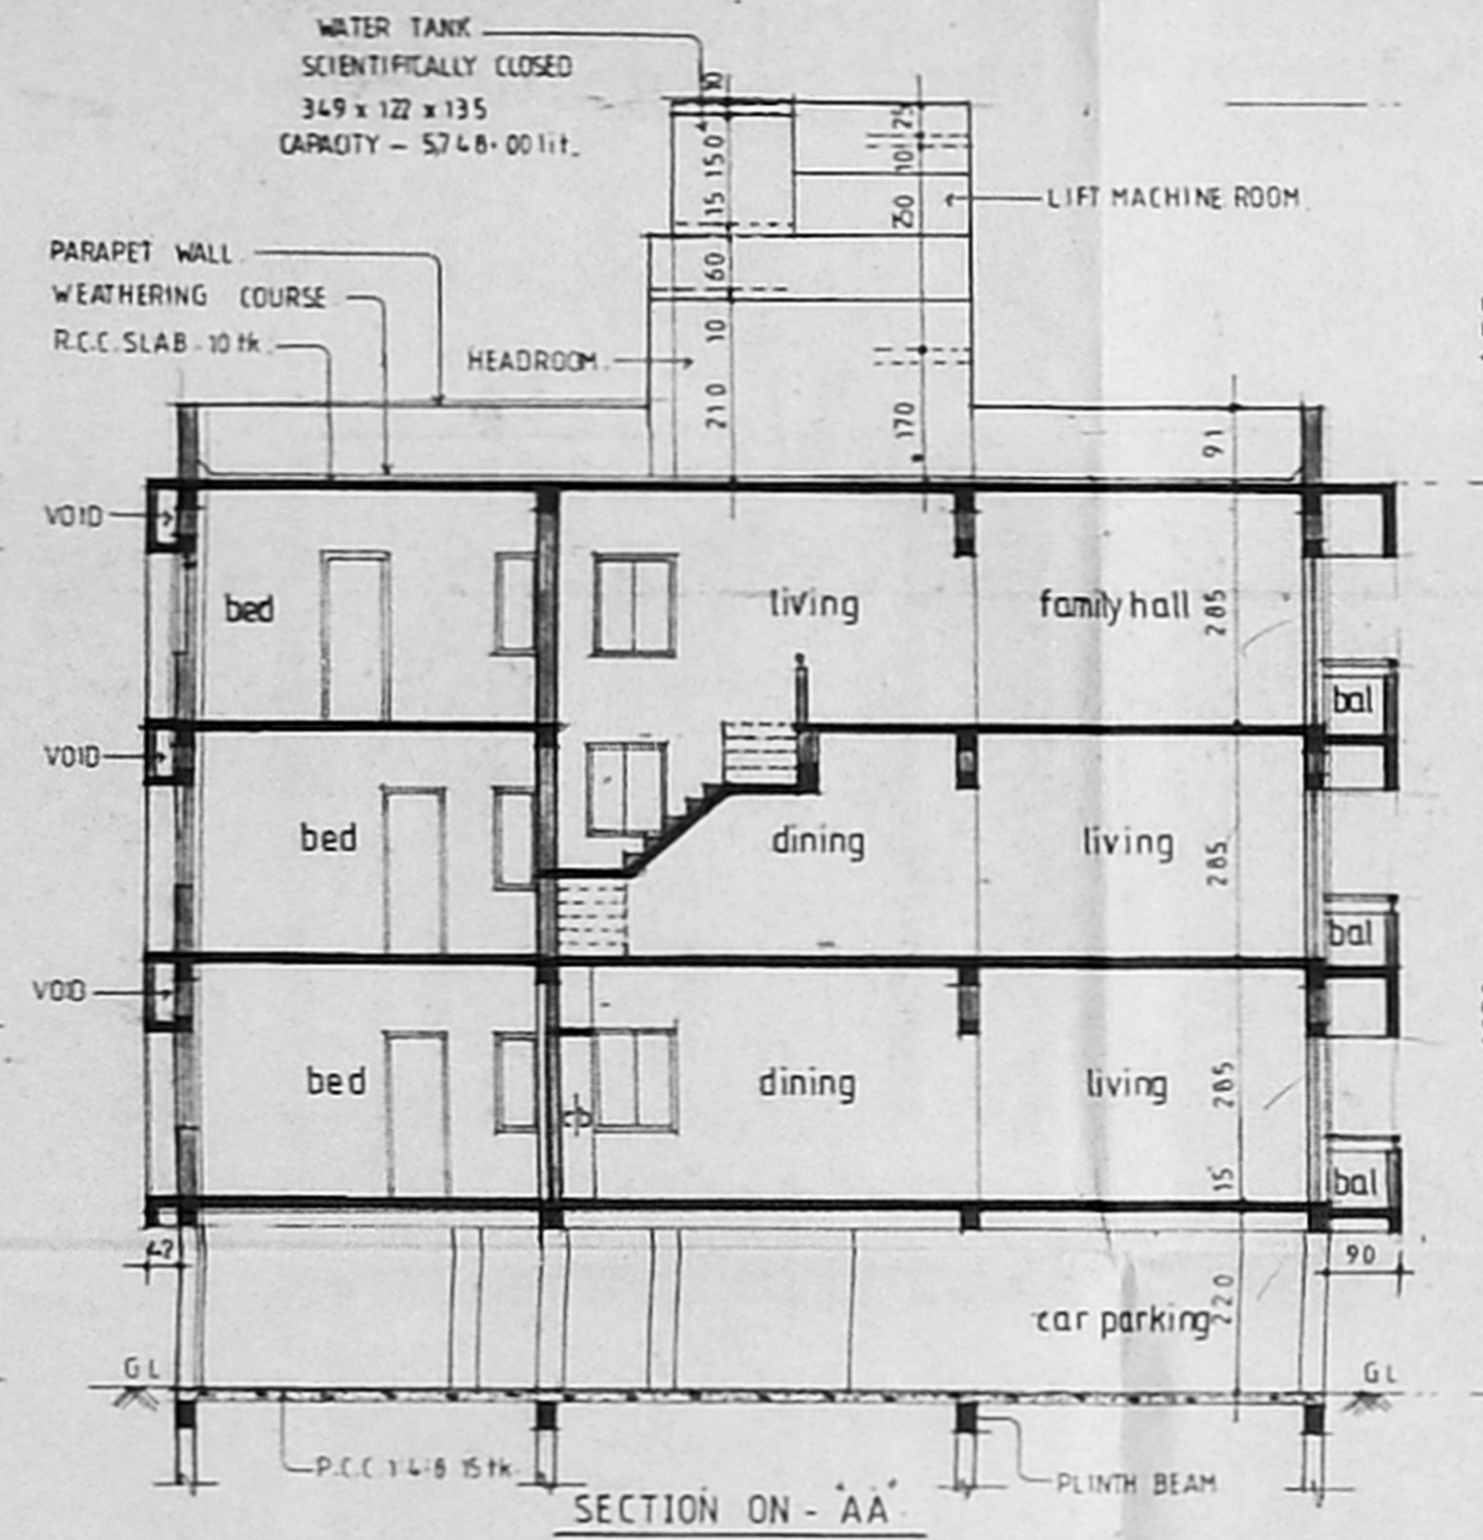 WATER TANK
SCIENTIFICALLY CLOSED
349 x 122 x 135
CAPACITY - 5748.00 lit.
10
150
15
60
10
210
25
10
250
170
LIFT MACHINE ROOM
PARAPET WALL
WEATHERING COURSE
R.C.C. SLAB - 10 tk.
HEADROOM
91
VOID
bed
living
family hall
285
bal
VOID
bed
dining
living
285
bal
VOID
bed
cb
dining
living
285
15
bal
90
car parking
220
GL
GL
P.C.C 1:4:8 15 tk.
PLINTH BEAM
SECTION ON - 'AA'